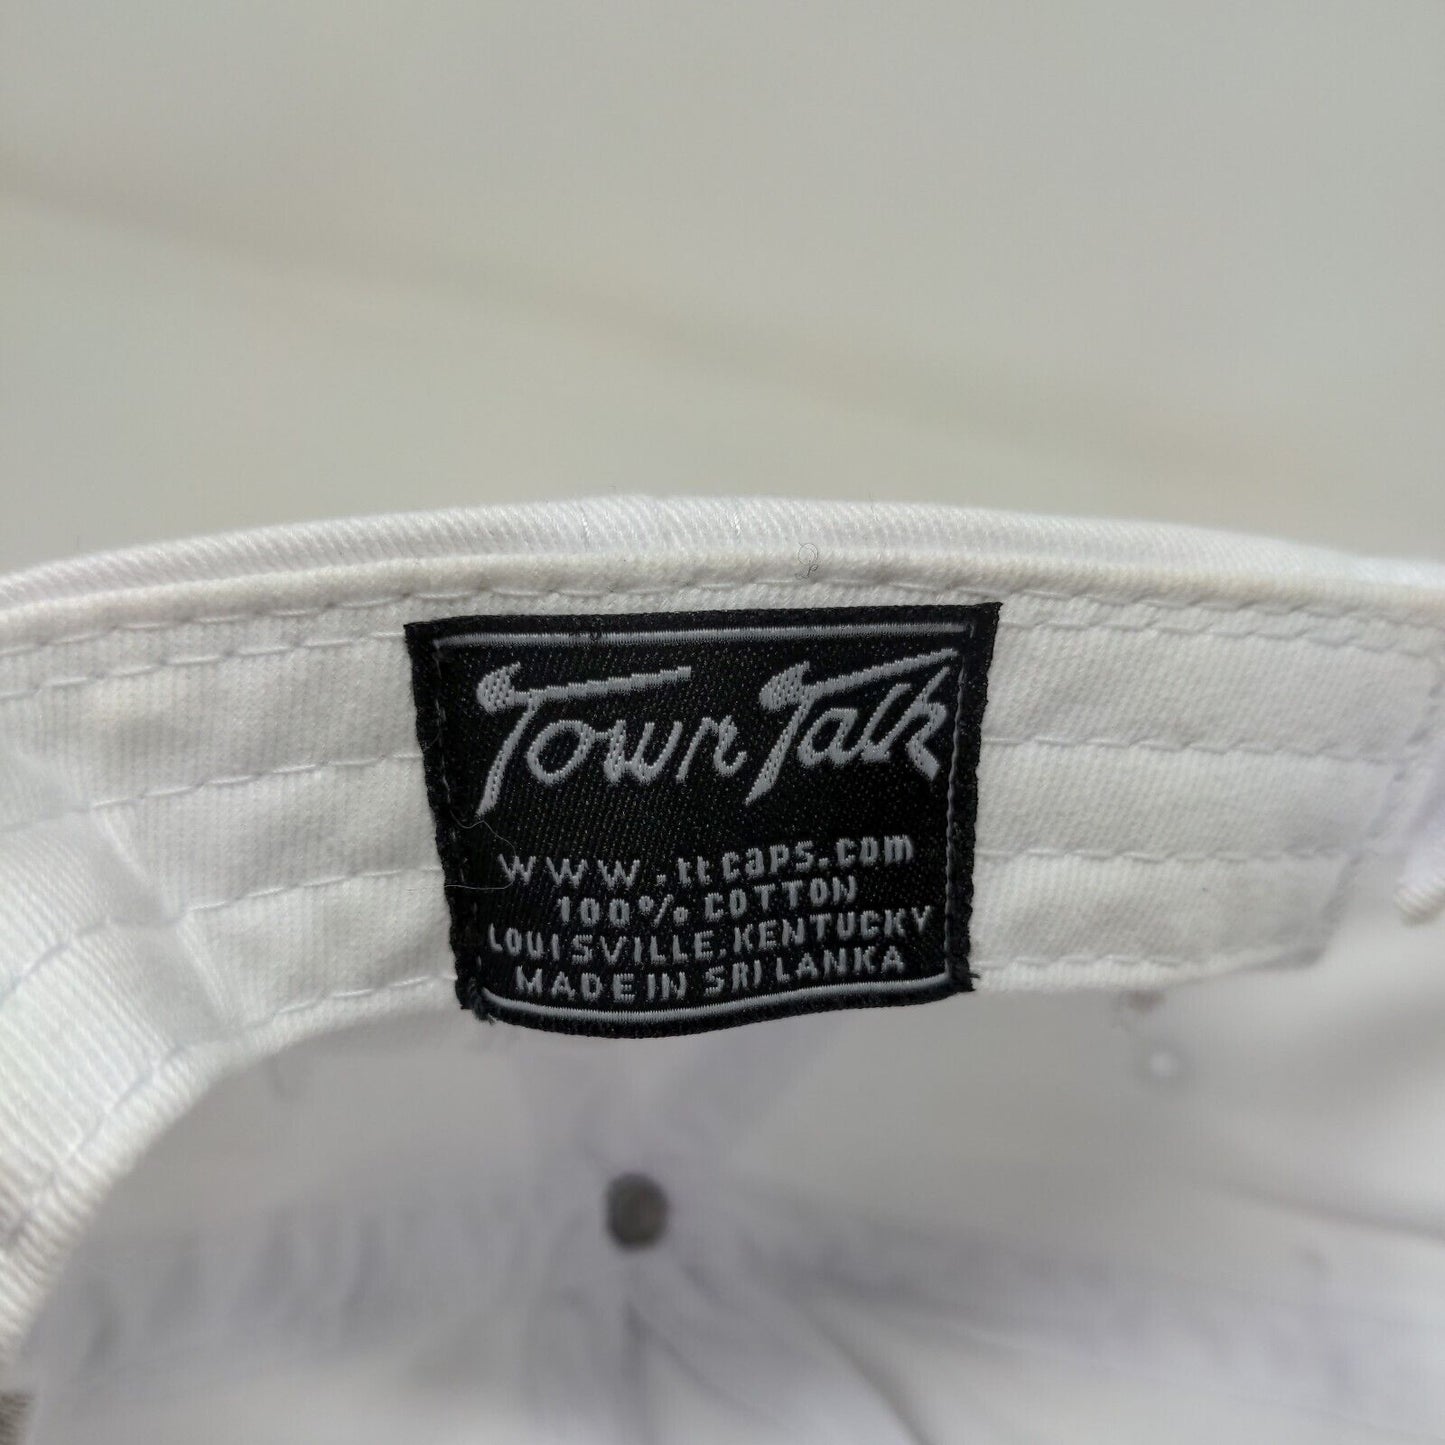 Town Talk
www.ttcaps.com
100% COTTON
LOUISVILLE, KENTUCKY
MADE IN SRI LANKA